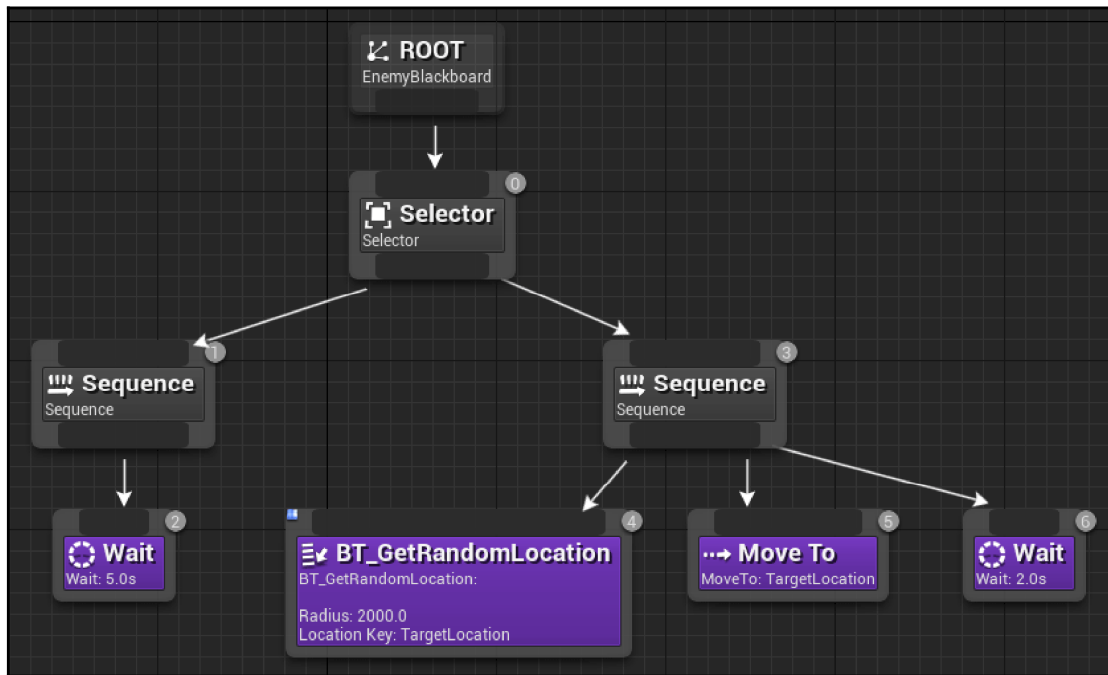 ROOT
EnemyBlackboard
0
Selector
Selector
1
Sequence
Sequence
3
Sequence
Sequence
2
Wait
Wait: 5.0s
4
BT_GetRandomLocation
BT_GetRandomLocation:
Radius: 2000.0
Location Key: TargetLocation
5
Move To
MoveTo: TargetLocation
6
Wait
Wait: 2.0s